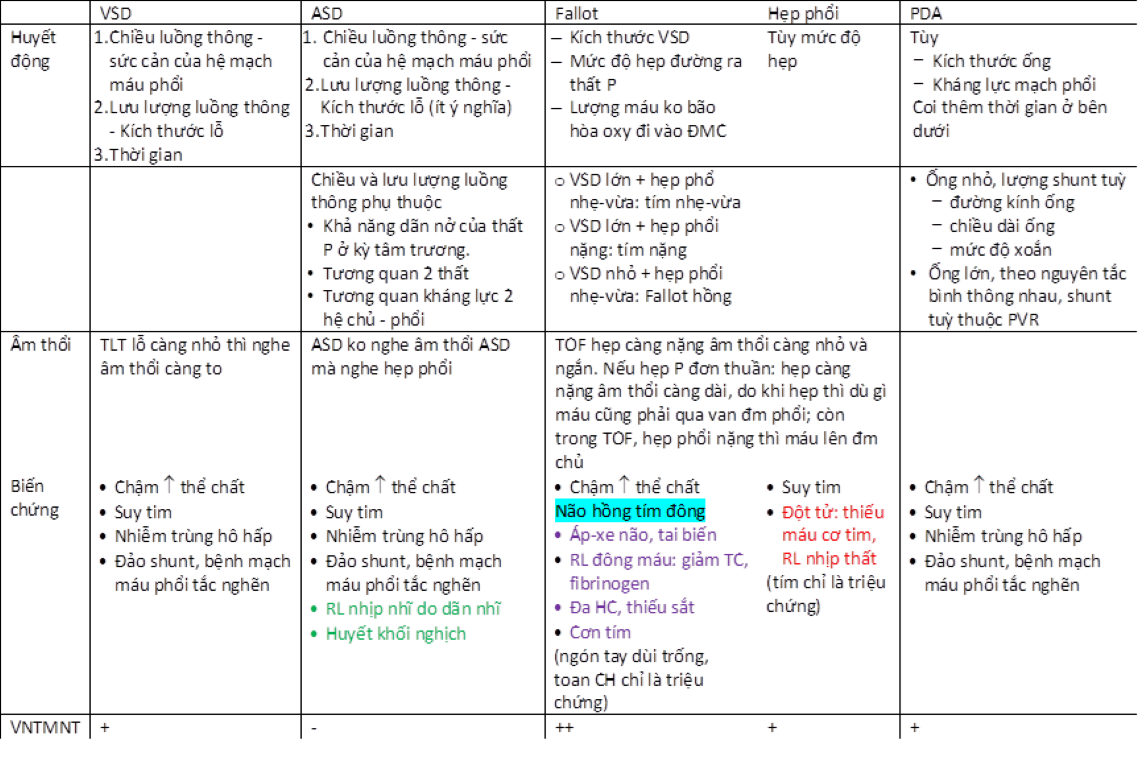 VSD
ASD
Fallot
Hẹp phổi
PDA
Huyết
động
1.Chiều luồng thông -
sức cản của hệ mạch
máu phổi
2.Lưu lượng luồng thông
- Kích thước lỗ
3.Thời gian
1. Chiều luồng thông - sức
cản của hệ mạch máu phổi
2.Lưu lượng luồng thông -
Kích thước lỗ (ít ý nghĩa)
3.Thời gian
– Kích thước VSD
– Mức độ hẹp đường ra
thất P
– Lượng máu ko bão
hòa oxy đi vào ĐMC
Tùy mức độ
hẹp
Tùy
– Kích thước ống
– Kháng lực mạch phổi
Coi thêm thời gian ở bên
dưới
Chiều và lưu lượng luồng
thông phụ thuộc
• Khả năng dãn nở của thất
P ở kỳ tâm trương.
• Tương quan 2 thất
• Tương quan kháng lực 2
hệ chủ - phổi
o VSD lớn + hẹp phổ
nhẹ-vừa: tím nhẹ-vừa
o VSD lớn + hẹp phổi
nặng: tím nặng
o VSD nhỏ + hẹp phổi
nhẹ-vừa: Fallot hồng
• Ống nhỏ, lượng shunt tuỳ
– đường kính ống
– chiều dài ống
– mức độ xoắn
• Ống lớn, theo nguyên tắc
bình thông nhau, shunt
tuỳ thuộc PVR
Âm thổi
TLT lỗ càng nhỏ thì nghe
âm thổi càng to
ASD ko nghe âm thổi ASD
mà nghe hẹp phổi
TOF hẹp càng nặng âm thổi càng nhỏ và
ngắn. Nếu hẹp P đơn thuần: hẹp càng
nặng âm thổi càng dài, do khi hẹp thì dù gì
máu cũng phải qua van đm phổi; còn
trong TOF, hẹp phổi nặng thì máu lên đm
chủ
Biến
chứng
• Chậm ↑ thể chất
• Suy tim
• Nhiễm trùng hô hấp
• Đảo shunt, bệnh mạch
máu phổi tắc nghẽn
• Chậm ↑ thể chất
• Suy tim
• Nhiễm trùng hô hấp
• Đảo shunt, bệnh mạch
máu phổi tắc nghẽn
• RL nhịp nhĩ do dãn nhĩ
• Huyết khối nghịch
• Chậm ↑ thể chất
Não hồng tím đông
• Áp-xe não, tai biến
• RL đông máu: giảm TC,
fibrinogen
• Đa HC, thiếu sắt
• Cơn tím
(ngón tay dùi trống,
toan CH chỉ là triệu
chứng)
• Suy tim
• Đột tử: thiếu
máu cơ tim,
RL nhịp thất
(tím chỉ là triệu
chứng)
• Chậm ↑ thể chất
• Suy tim
• Nhiễm trùng hô hấp
• Đảo shunt, bệnh mạch
máu phổi tắc nghẽn
VNTMNT
+
-
++
+
+